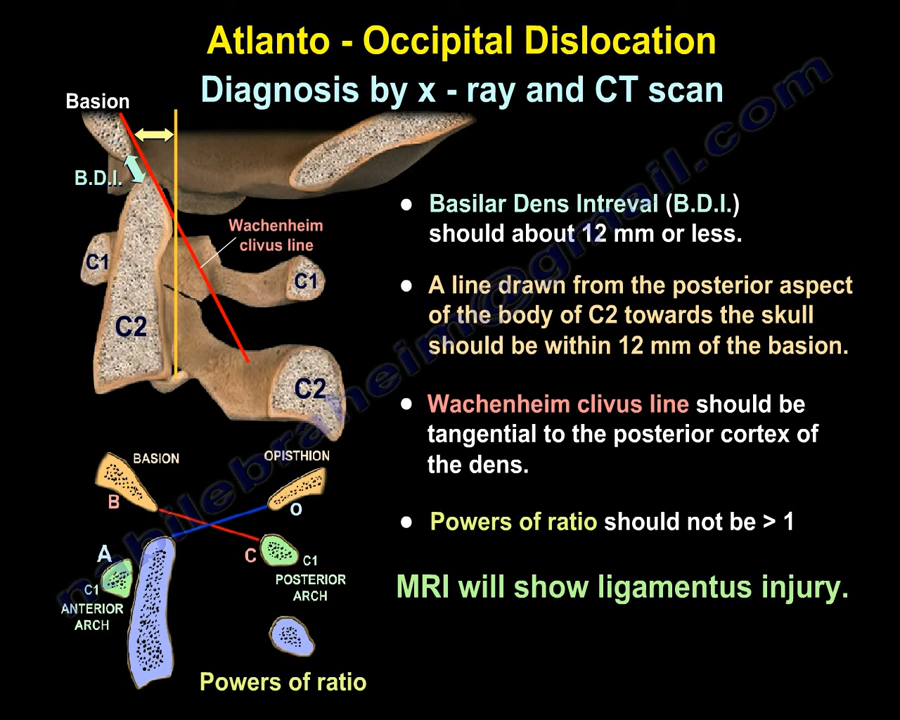 Atlanto - Occipital Dislocation
Diagnosis by x - ray and CT scan
Basion
B.D.I.
Wachenheim
clivus line
C1
C1
C2
C2
● Basilar Dens Intreval (B.D.I.)
should about 12 mm or less.
● A line drawn from the posterior aspect
of the body of C2 towards the skull
should be within 12 mm of the basion.
● Wachenheim clivus line should be
tangential to the posterior cortex of
the dens.
● Powers of ratio should not be > 1
MRI will show ligamentus injury.
BASION
OPISTHION
B
O
A
C
C1
ANTERIOR
ARCH
C1
POSTERIOR
ARCH
Powers of ratio
nabilebraheim@gmail.com